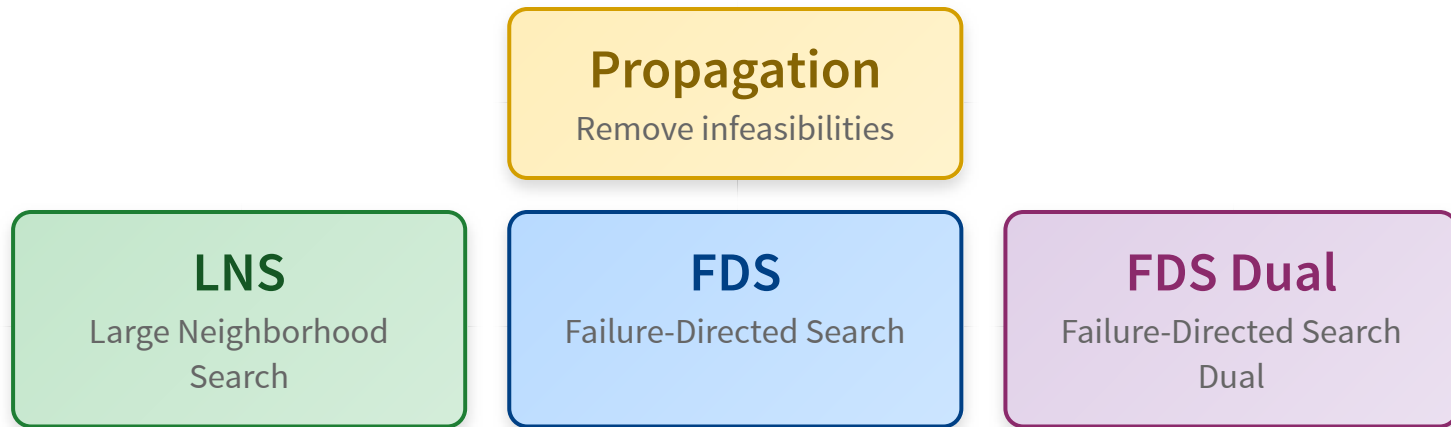 Propagation
Remove infeasibilities
LNS
Large Neighborhood
Search
FDS
Failure-Directed Search
FDS Dual
Failure-Directed Search
Dual